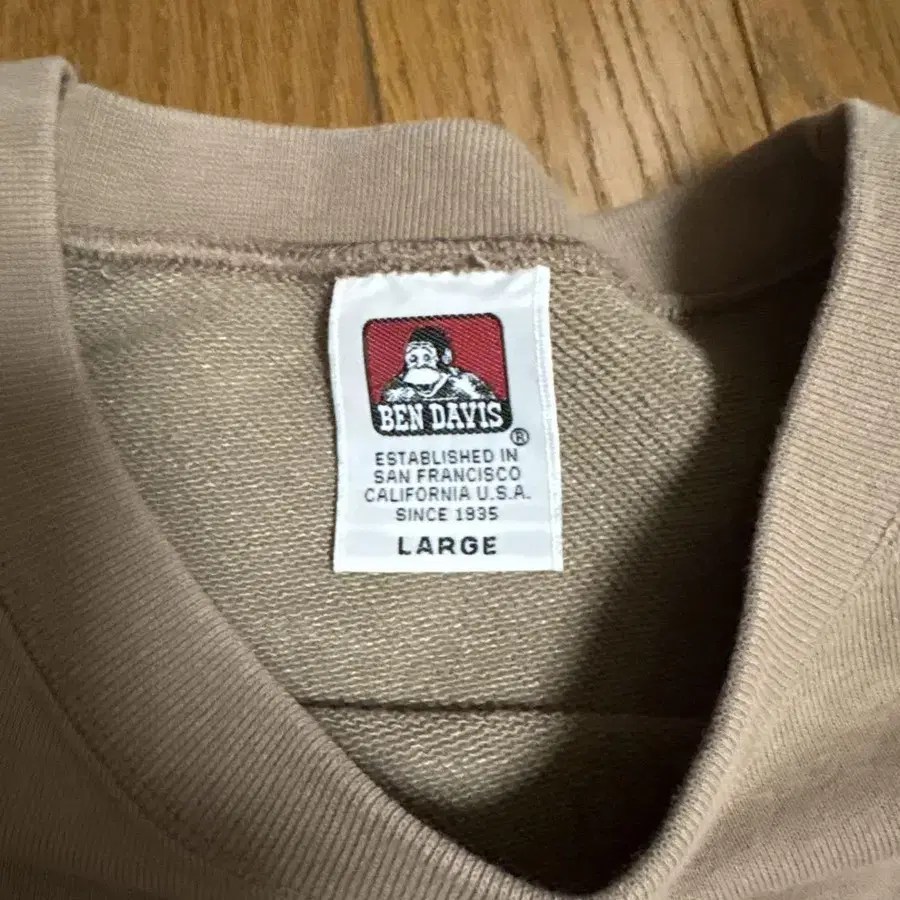 BEN DAVIS
®
ESTABLISHED IN
SAN FRANCISCO
CALIFORNIA U.S.A.
SINCE 1935
LARGE